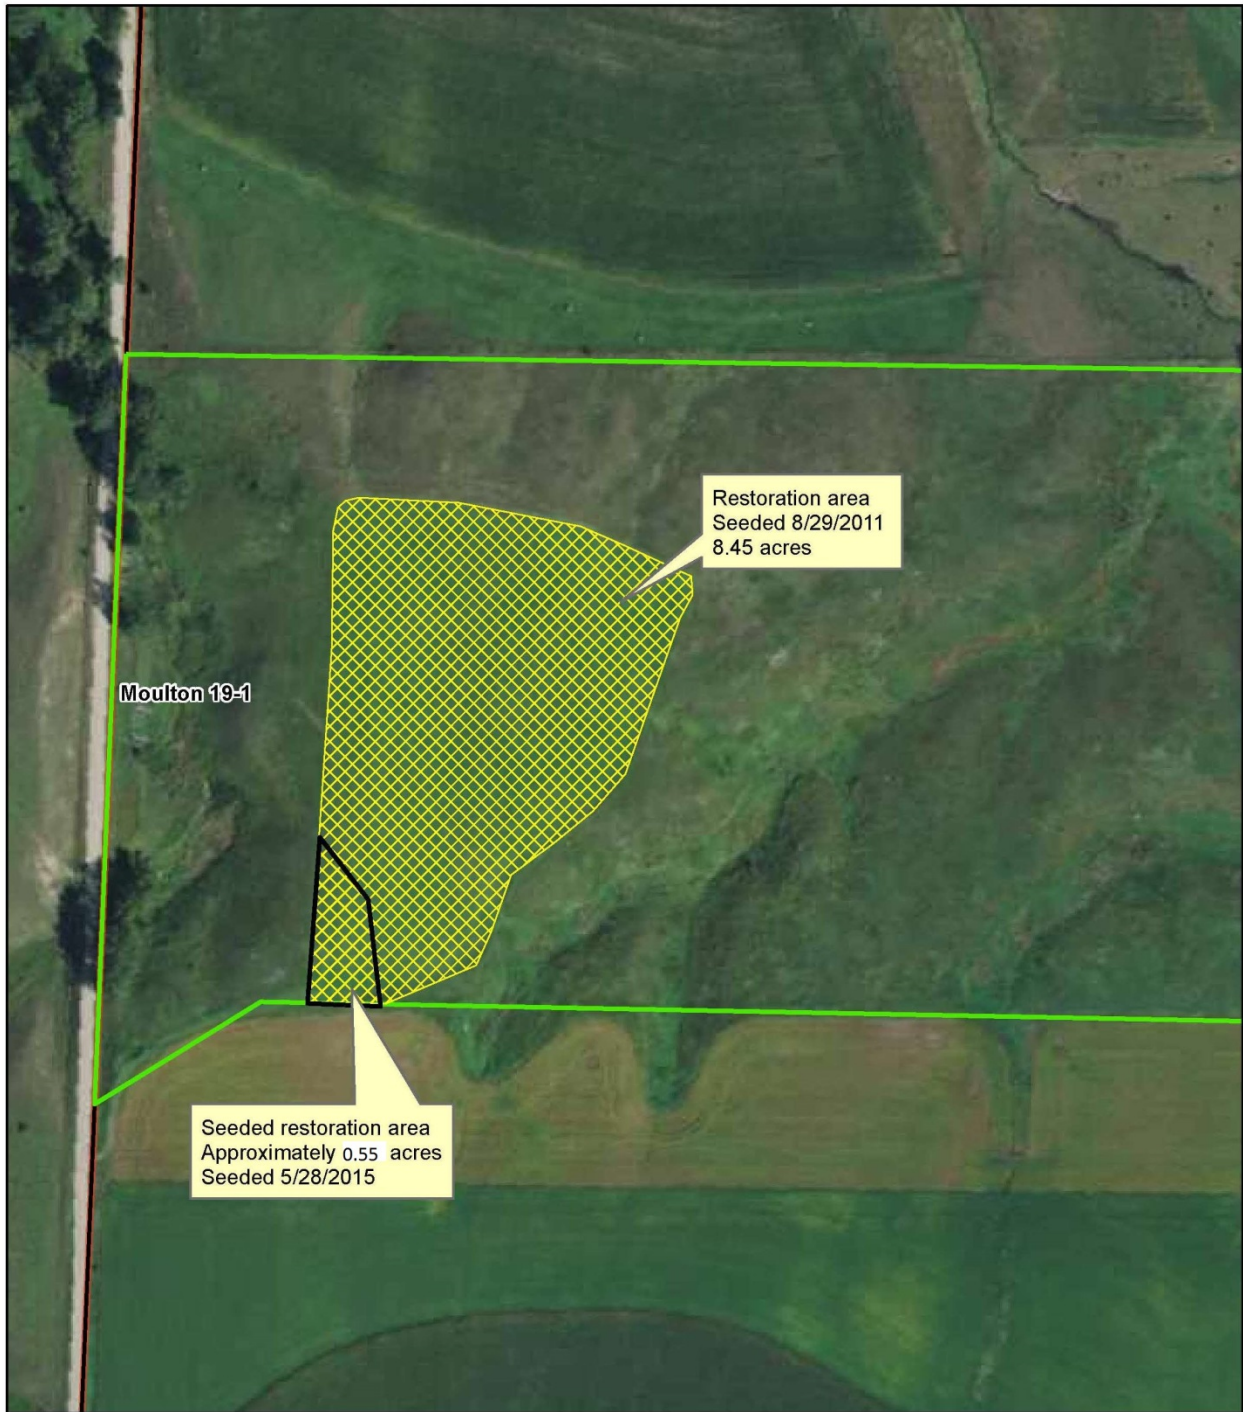 Restoration area
Seeded 8/29/2011
8.45 acres
Moulton 19-1
Seeded restoration area
Approximately 0.55 acres
Seeded 5/28/2015